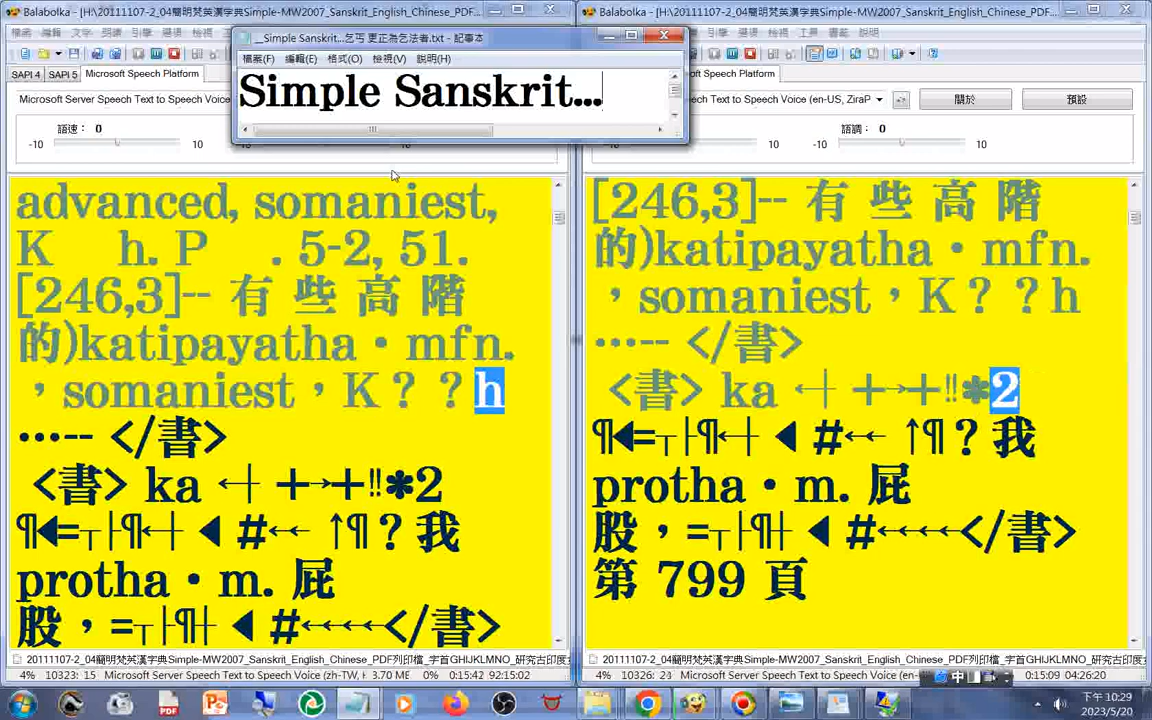 Balabolka - [H:\20111107-2_04簡明梵英漢字典Simple-MW2007_Sanskrit_English_Chinese_PDF...
Balabolka - [H:\20111107-2_04簡明梵英漢字典Simple-MW2007_Sanskrit_English_Chinese_PDF...
__Simple Sanskrit...乞丐 更正為乞法者.txt - 記事本
檔案(F) 編輯(E) 格式(O) 檢視(V) 說明(H)
Simple Sanskrit...
SAPI 4 SAPI 5 Microsoft Speech Platform
Speech Platform
Microsoft Server Speech Text to Speech Voice
ech Text to Speech Voice (en-US, ZiraP
關於
預設
語速： 0
語調： 0
-10 10
10
-10 10
advanced, somaniest,
K h. P . 5-2, 51.
[246,3]-- 有 些 高 階
的)katipayatha・mfn.
，somaniest，K？？h
…-- </書>
<書> ka ←┼ ┼→┼‼✽2
¶◀=┬├¶←┼ ◀ #←← ↑¶？我
protha・m. 屁
股，=┬├¶┼ ◀ #←←←←</書>
[246,3]-- 有 些 高 階
的)katipayatha・mfn.
，somaniest，K？？h
…-- </書>
<書> ka ←┼ ┼→┼‼✽2
¶◀=┬├¶←┼ ◀ #←← ↑¶？我
protha・m. 屁
股，=┬├¶┼ ◀ #←←←←</書>
第 799 頁
20111107-2_04簡明梵英漢字典Simple-MW2007_Sanskrit_English_Chinese_PDF列印檔_字首GHIJKLMNO_研究古印度
20111107-2_04簡明梵英漢字典Simple-MW2007_Sanskrit_English_Chinese_PDF列印檔_字首GHIJKLMNO_研究古印度
4% 10323: 15 Microsoft Server Speech Text to Speech Voice (zh-TW, 3.70 ME 0% 0:15:42 92:15:02
4% 10326: Microsoft Server Speech Text to Speech Voice 0:15:09 04:26:20
中
下午 10:29
2023/5/20